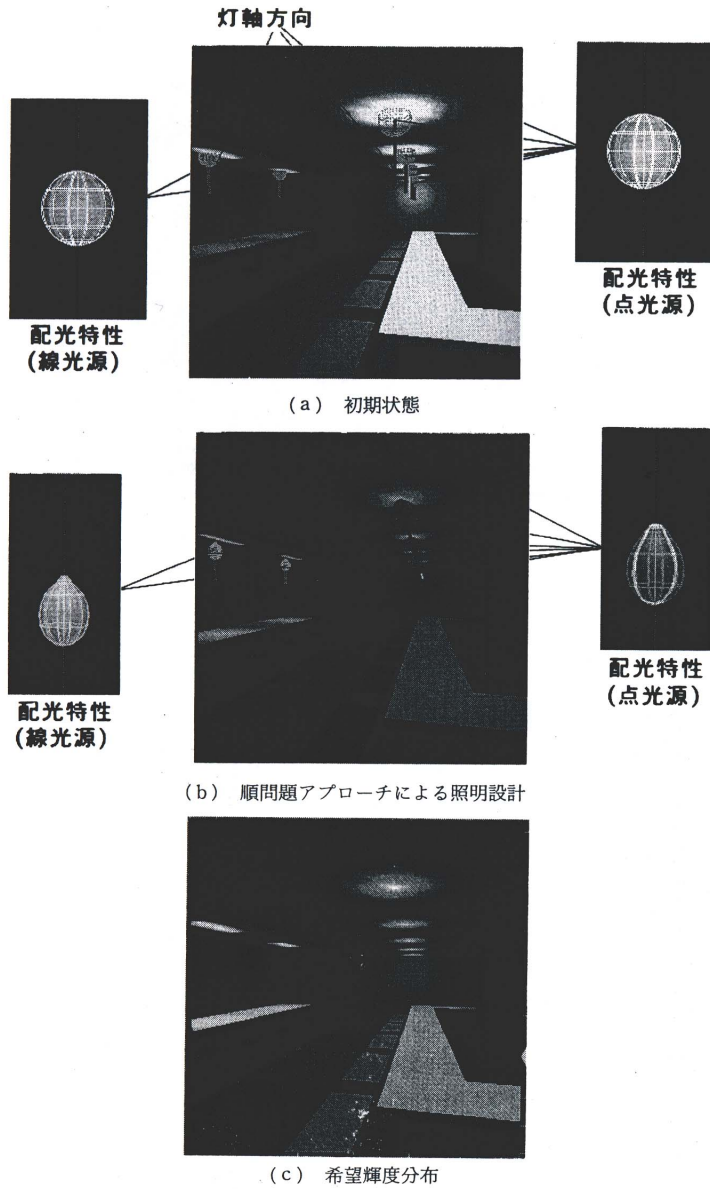 灯軸方向
配光特性
(線光源)
配光特性
(点光源)
(a) 初期状態
配光特性
(線光源)
配光特性
(点光源)
(b) 順問題アプローチによる照明設計
(c) 希望輝度分布